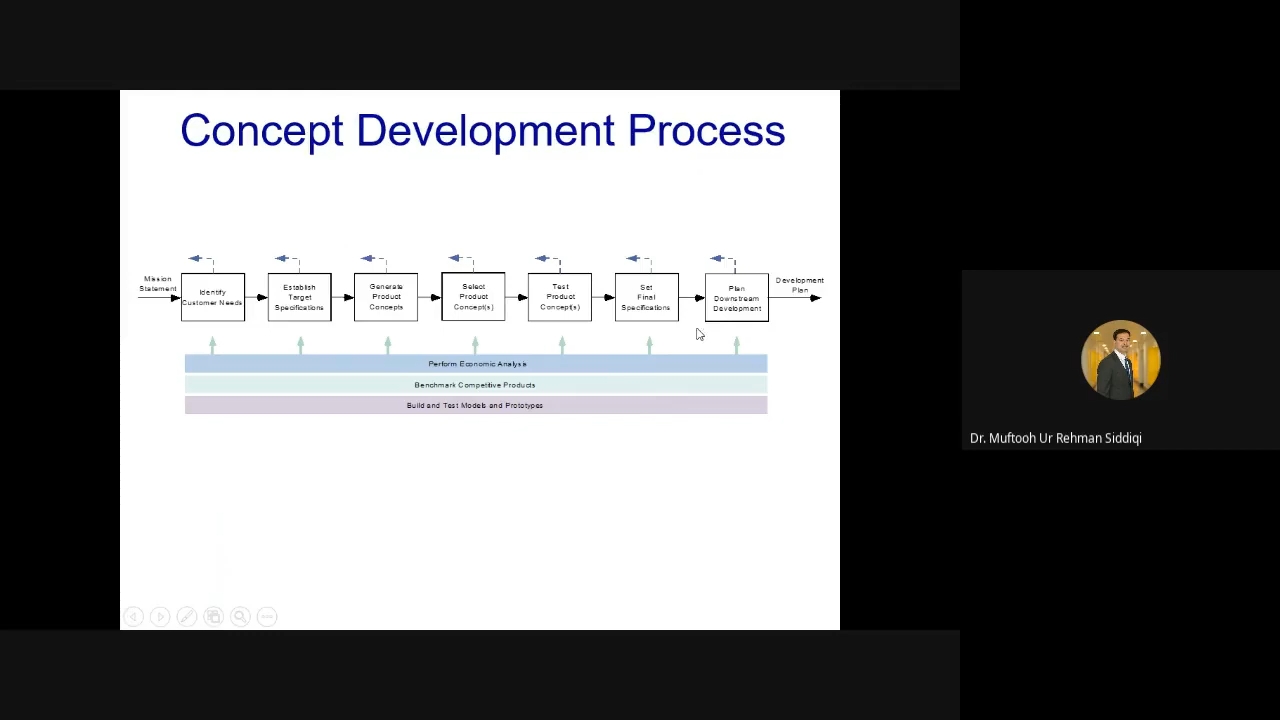 Concept Development Process
Mission
Statement
Identify
Customer Needs
Establish
Target
Specifications
Generate
Product
Concepts
Select
Product
Concept(s)
Test
Product
Concept(s)
Set
Final
Specifications
Plan
Downstream
Development
Development
Plan
Perform Economic Analysis
Benchmark Competitive Products
Build and Test Models and Prototypes
Dr. Muftooh Ur Rehman Siddiqi